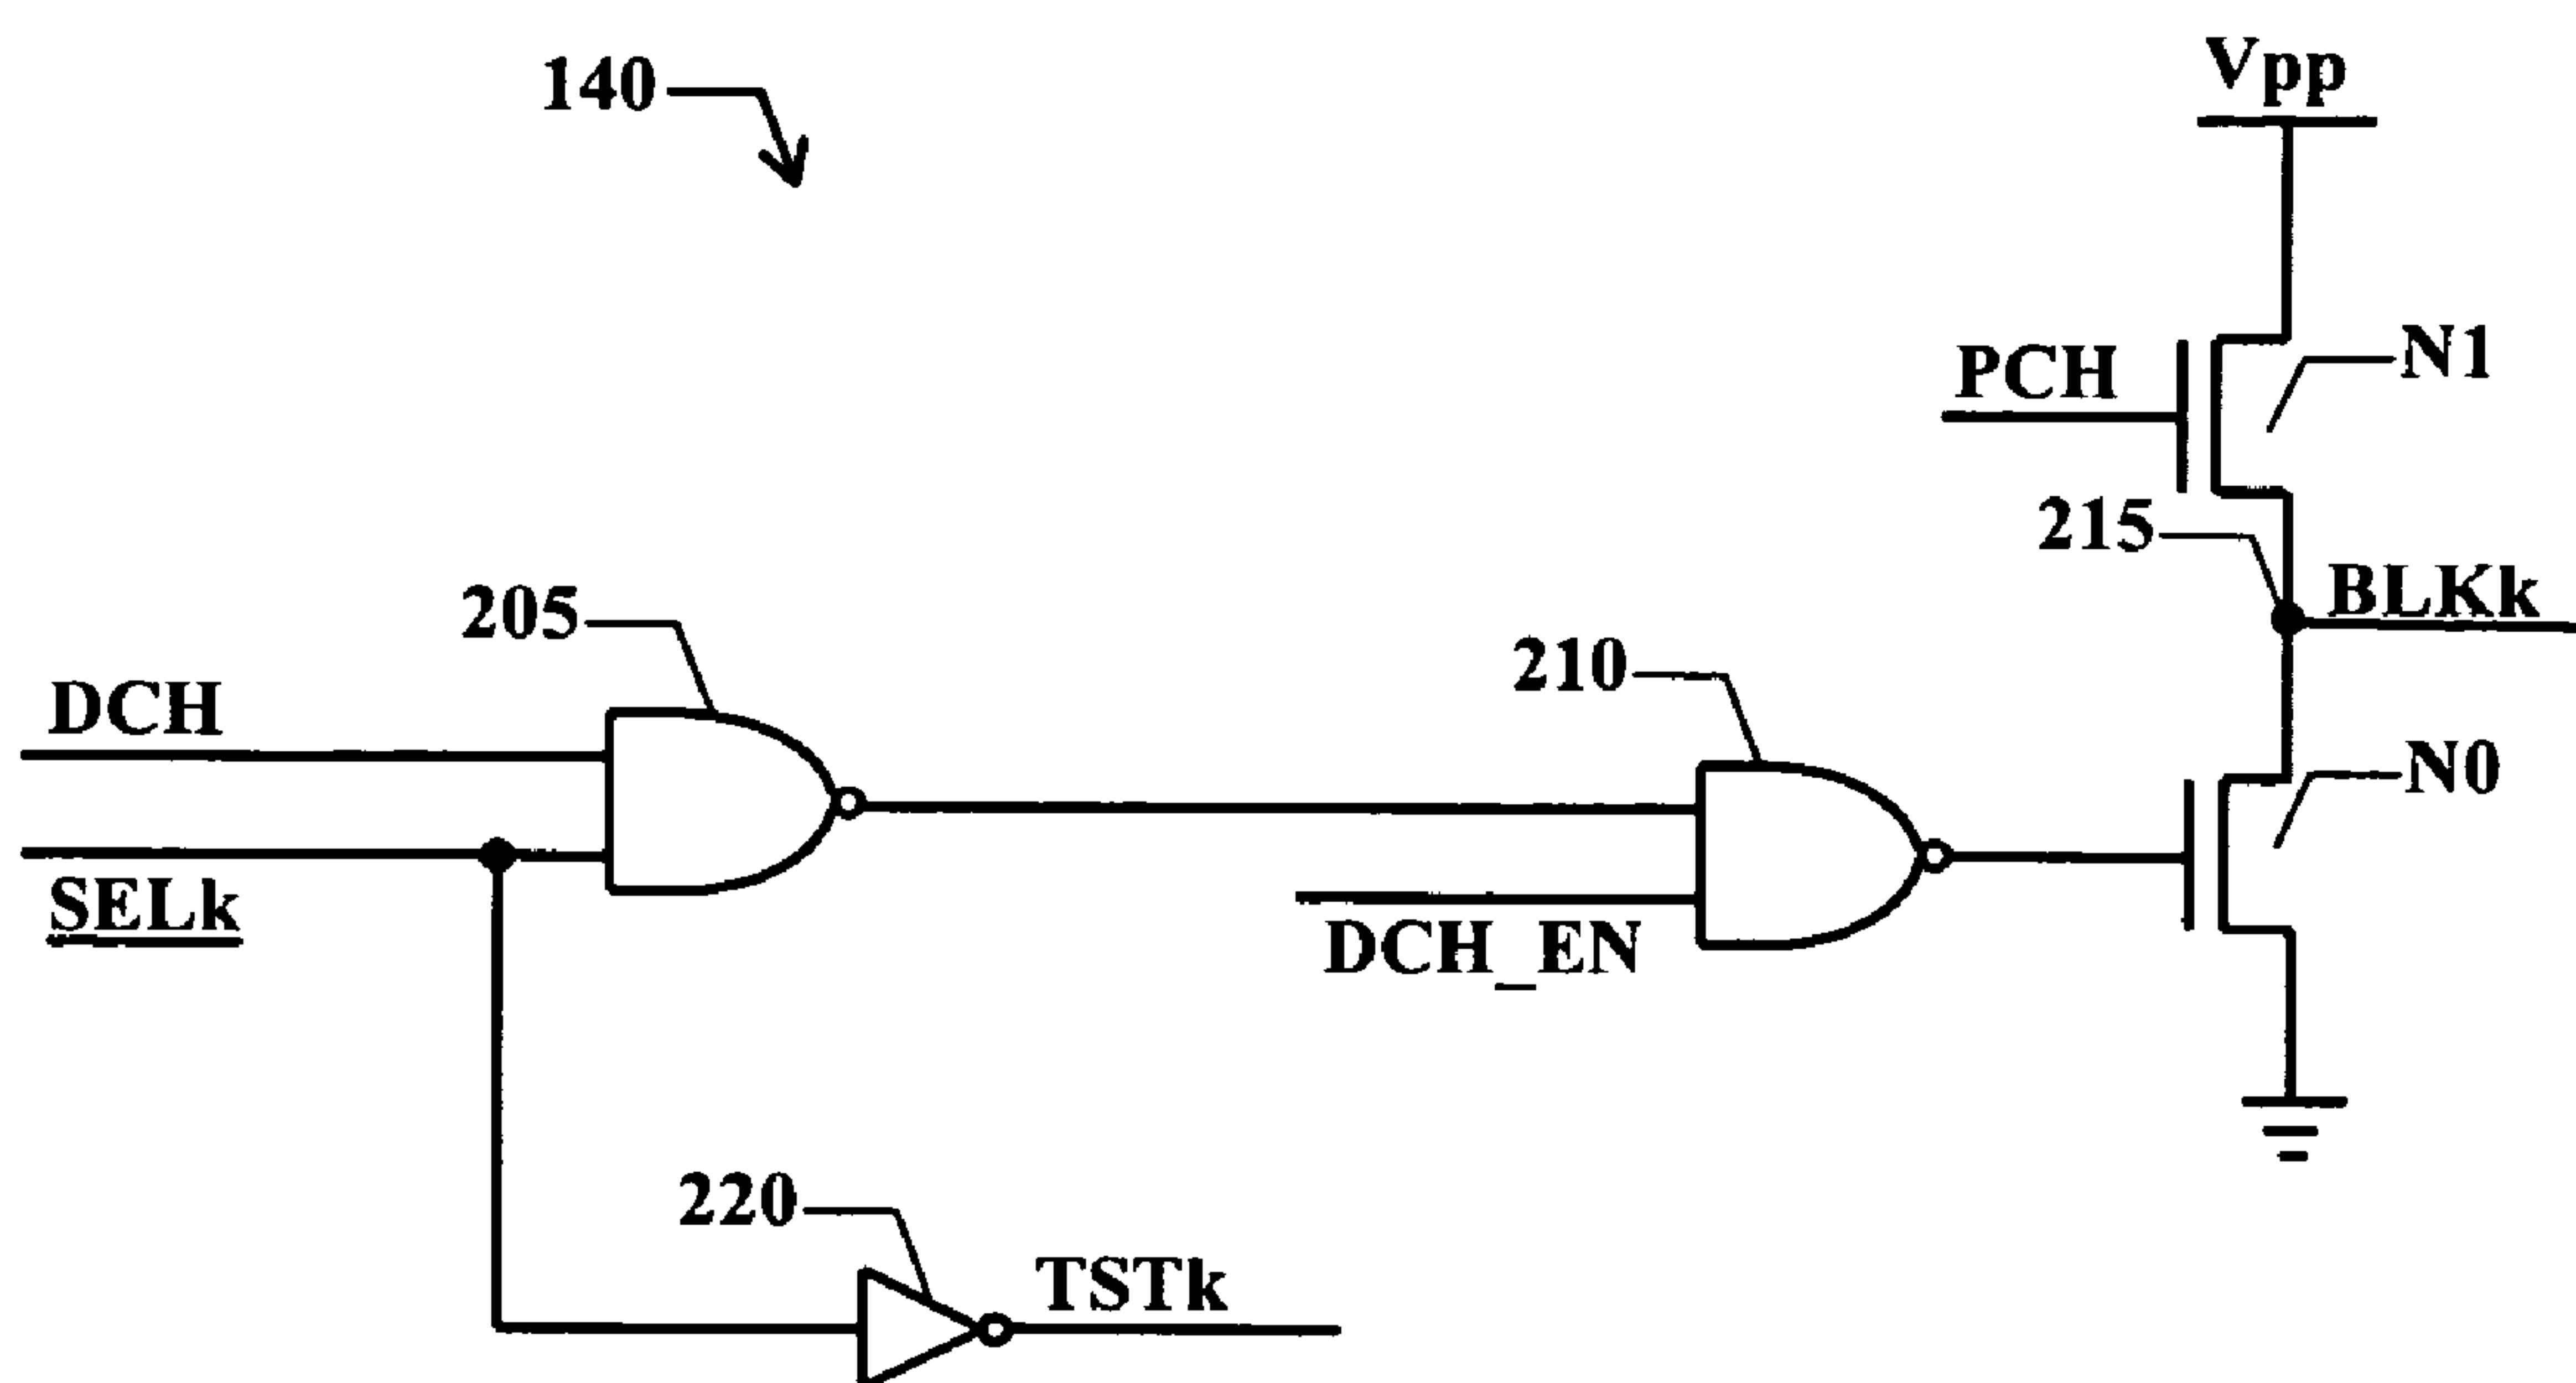 140
Vpp
PCH
N1
215
BLKk
205
210
DCH
N0
SELk
DCH_EN
220
TSTk